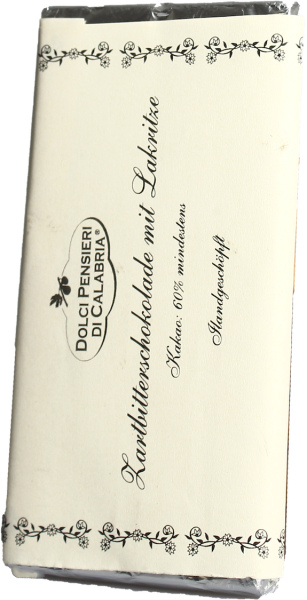 DOLCI PENSIERI
DI CALABRIA®
Zartbitterschokolade mit Lakritze
Kakao: 60% mindestens
Handgeschöpft